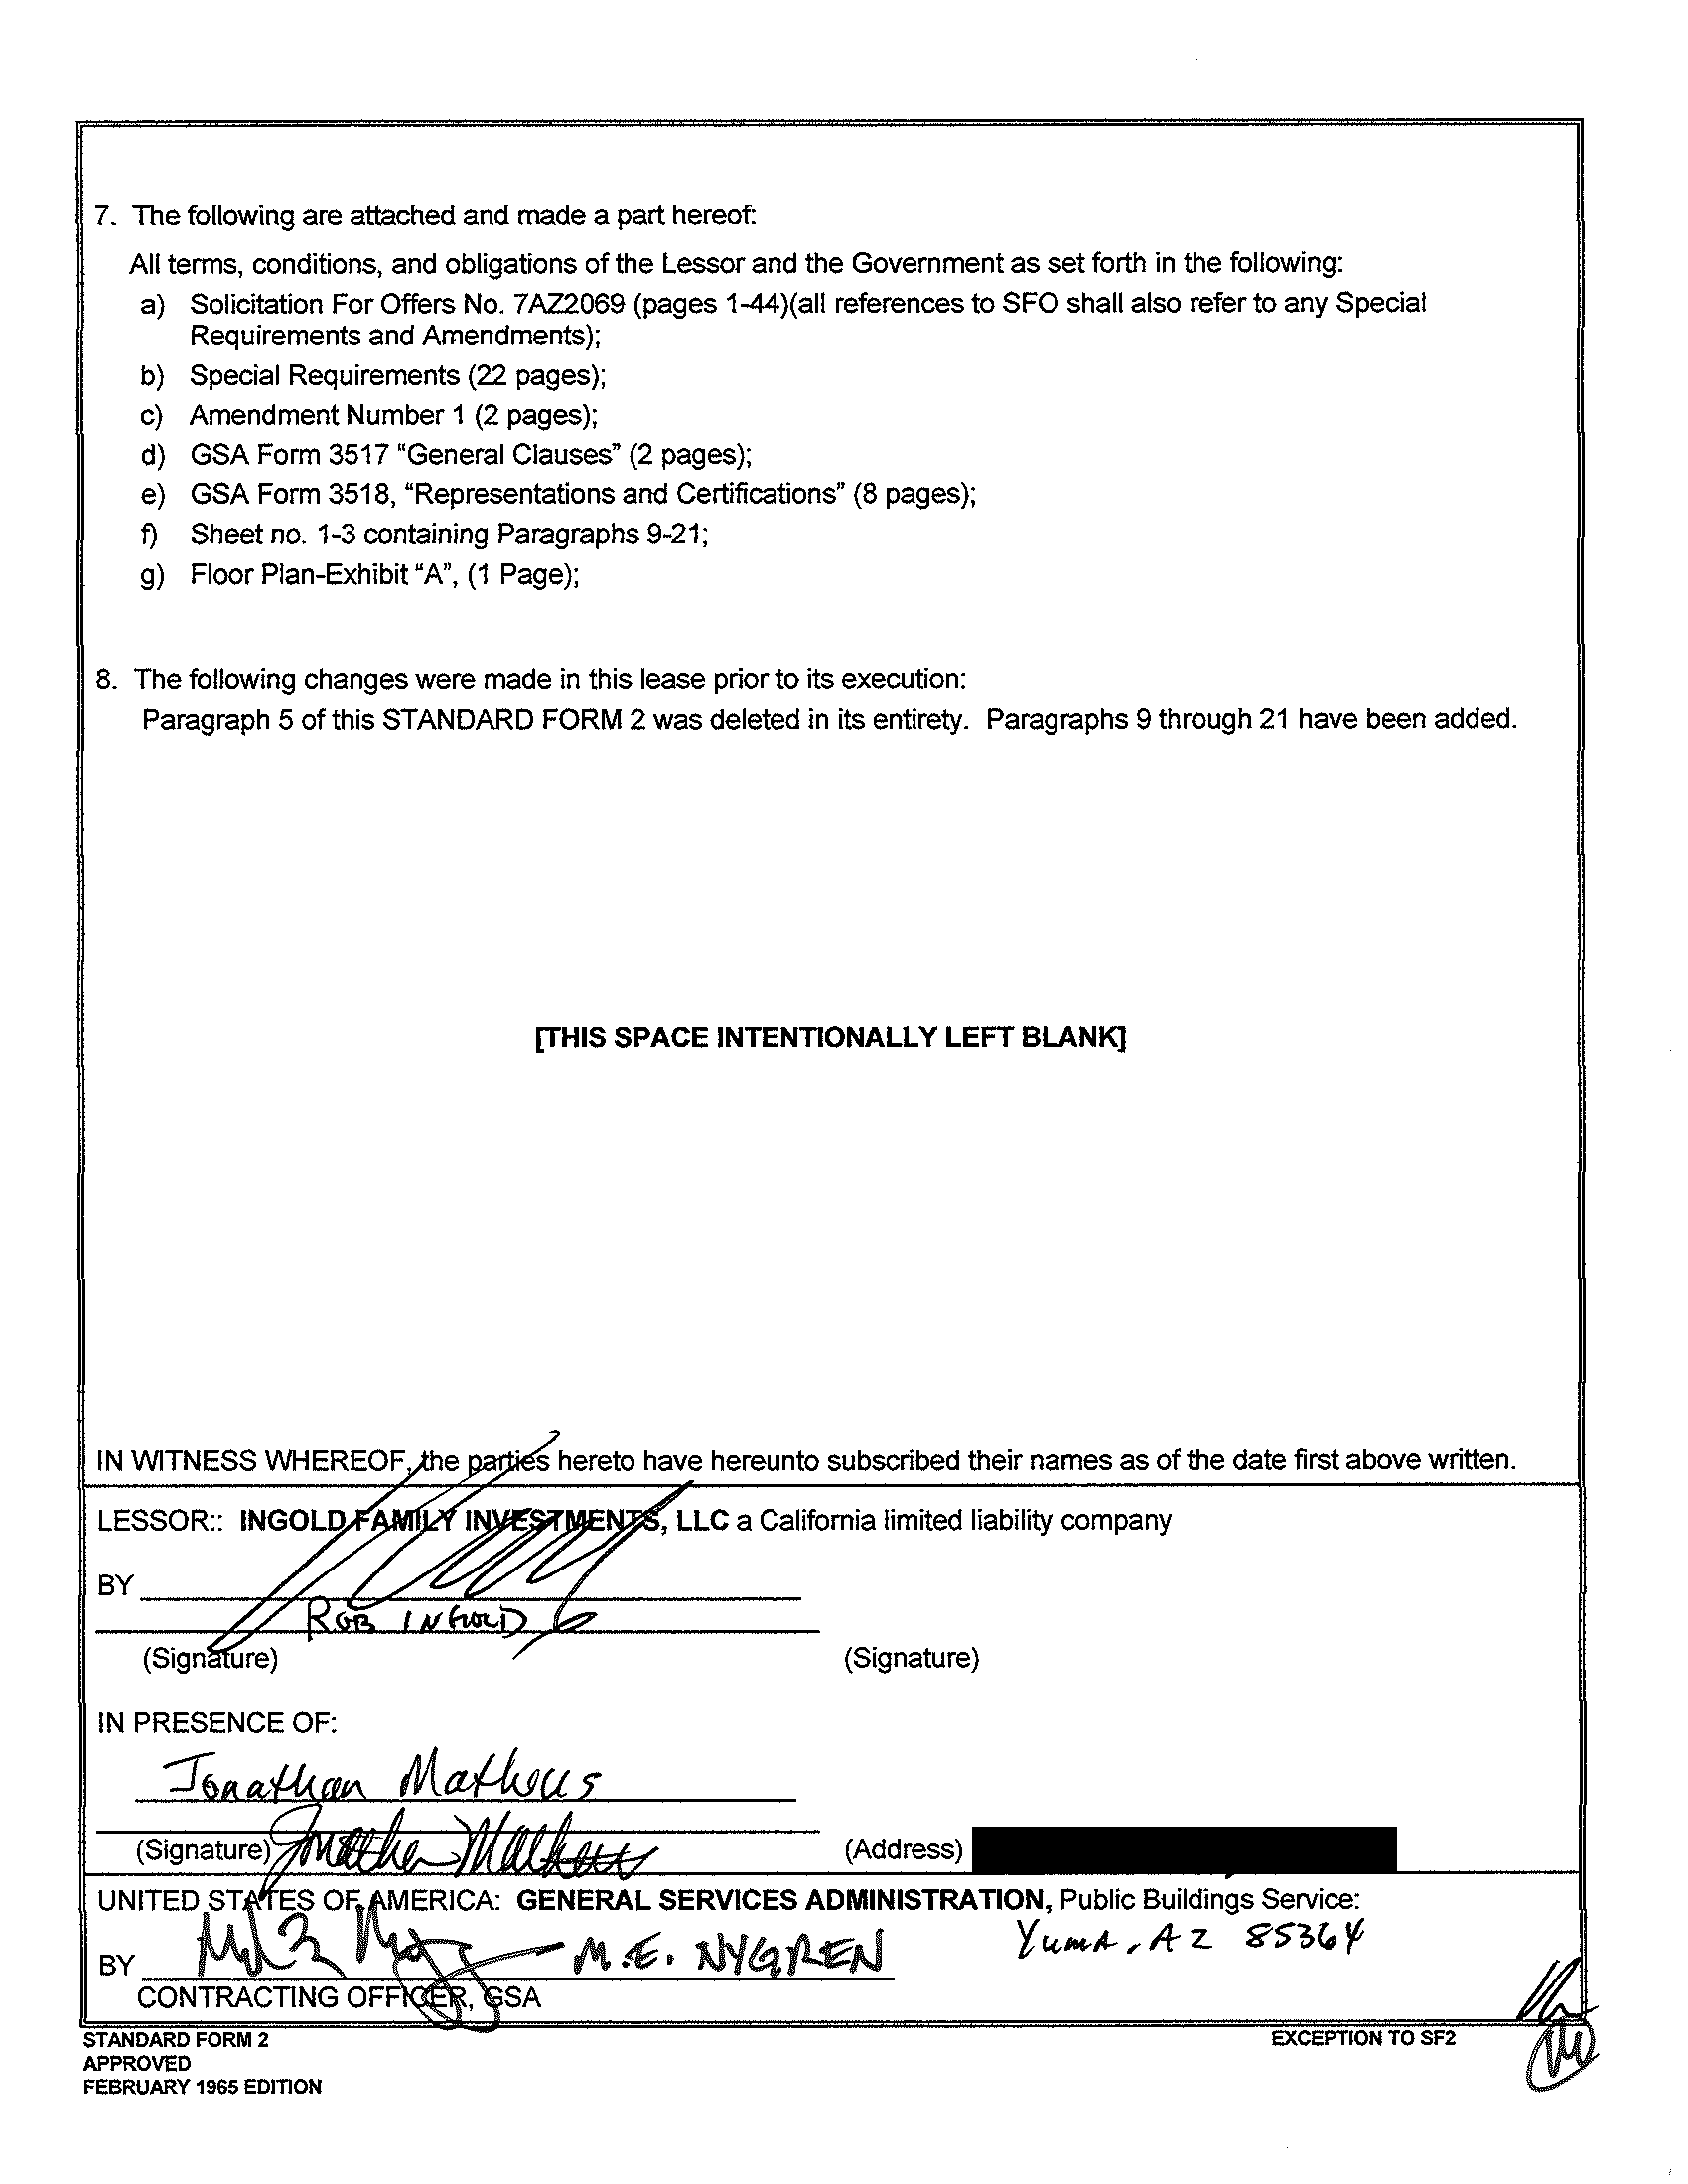 7. The following are attached and made a part hereof:
All terms, conditions, and obligations of the Lessor and the Government as set forth in the following:
a) Solicitation For Offers No. 7AZ2069 (pages 1-44)(all references to SFO shall also refer to any Special
Requirements and Amendments);
b) Special Requirements (22 pages);
c) Amendment Number 1 (2 pages);
d) GSA Form 3517 “General Clauses” (2 pages);
e) GSA Form 3518, “Representations and Certifications” (8 pages);
f) Sheet no. 1-3 containing Paragraphs 9-21;
g) Floor Plan-Exhibit “A”, (1 Page);
8. The following changes were made in this lease prior to its execution:
Paragraph 5 of this STANDARD FORM 2 was deleted in its entirety. Paragraphs 9 through 21 have been added.
[THIS SPACE INTENTIONALLY LEFT BLANK]
IN WITNESS WHEREOF, the parties hereto have hereunto subscribed their names as of the date first above written.
LESSOR:: INGOLD FAMILY INVESTMENTS, LLC a California limited liability company
BY
ROB INGOLD
(Signature) (Signature)
IN PRESENCE OF:
Jonathan Matheus
(Signature) Jonathan Matheus (Address)
UNITED STATES OF AMERICA: GENERAL SERVICES ADMINISTRATION, Public Buildings Service:
Yuma, AZ 85364
BY M.E. NYGREN
CONTRACTING OFFICER, GSA
STANDARD FORM 2 EXCEPTION TO SF2
APPROVED
FEBRUARY 1965 EDITION